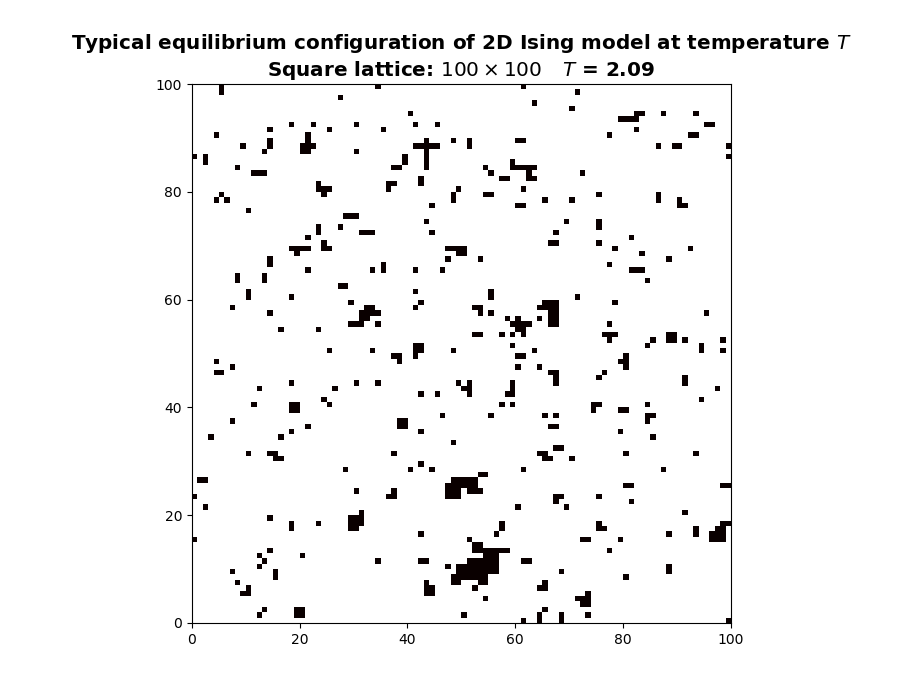 Typical equilibrium configuration of 2D Ising model at temperature T
Square lattice: 100 × 100 T = 2.09
100
80
60
40
20
0
0 20 40 60 80 100